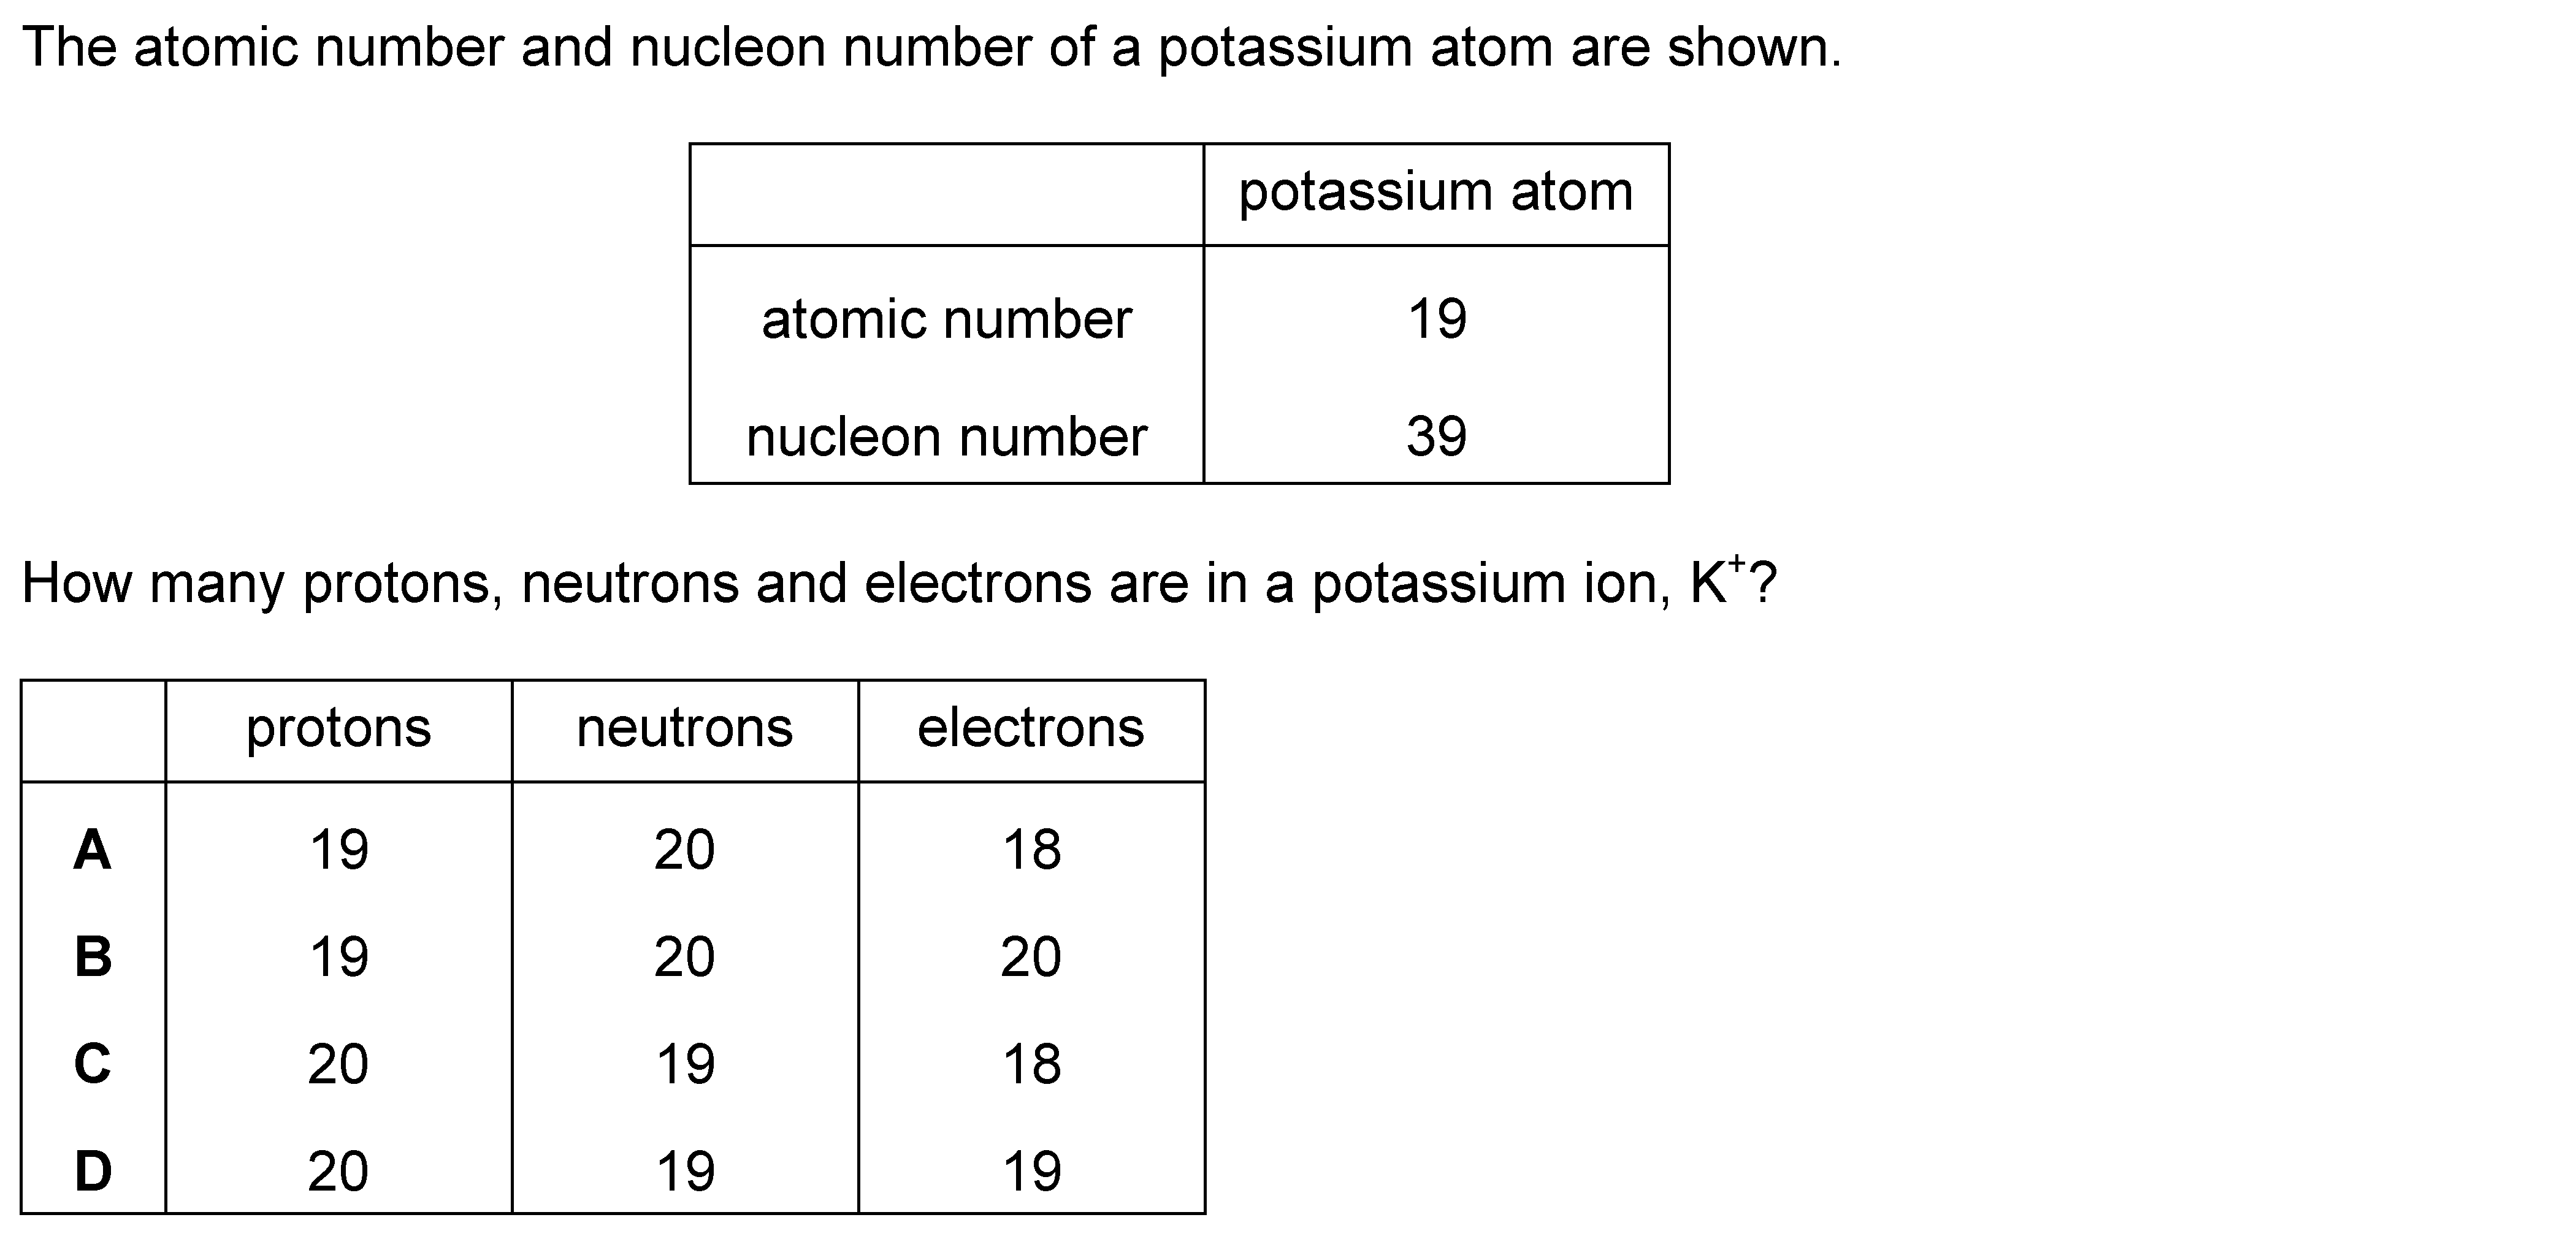 The atomic number and nucleon number of a potassium atom are shown.
potassium atom
atomic number 19
nucleon number 39
How many protons, neutrons and electrons are in a potassium ion, K⁺?
protons neutrons electrons
A 19 20 18
B 19 20 20
C 20 19 18
D 20 19 19